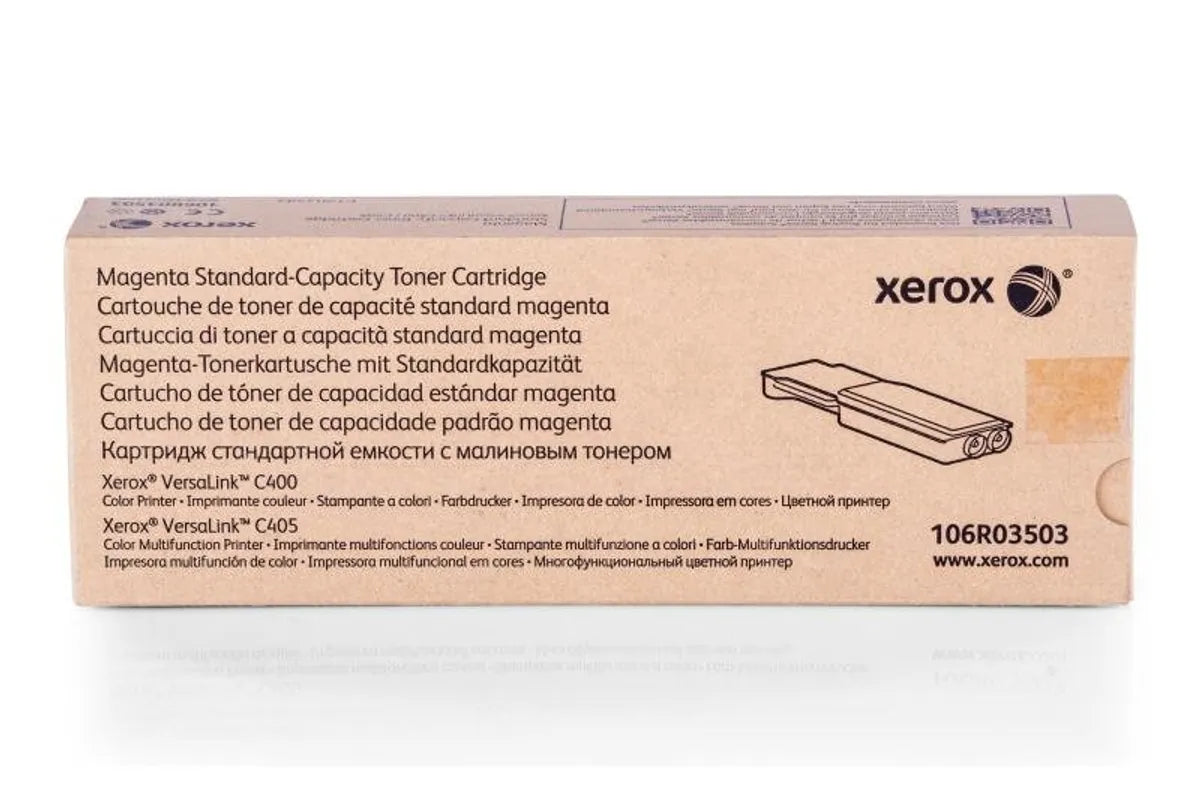 106R03503
xerox
Magenta
Magenta Standard-Capacity Toner Cartridge
Cartouche de toner de capacité standard magenta
Cartuccia di toner a capacità standard magenta
Magenta-Tonerkartusche mit Standardkapazität
Cartucho de tóner de capacidad estándar magenta
Cartucho de toner de capacidade padrão magenta
Картридж стандартной емкости с малиновым тонером
Xerox® VersaLink™ C400
Color Printer • Imprimante couleur • Stampante a colori • Farbdrucker • Impresora de color • Impressora em cores • Цветной принтер
Xerox® VersaLink™ C405
Color Multifunction Printer • Imprimante multifonctions couleur • Stampante multifunzione a colori • Farb-Multifunktionsdrucker
Impresora multifunción de color • Impressora multifuncional em cores • Многофункциональный цветной принтер
xerox ®
106R03503
www.xerox.com